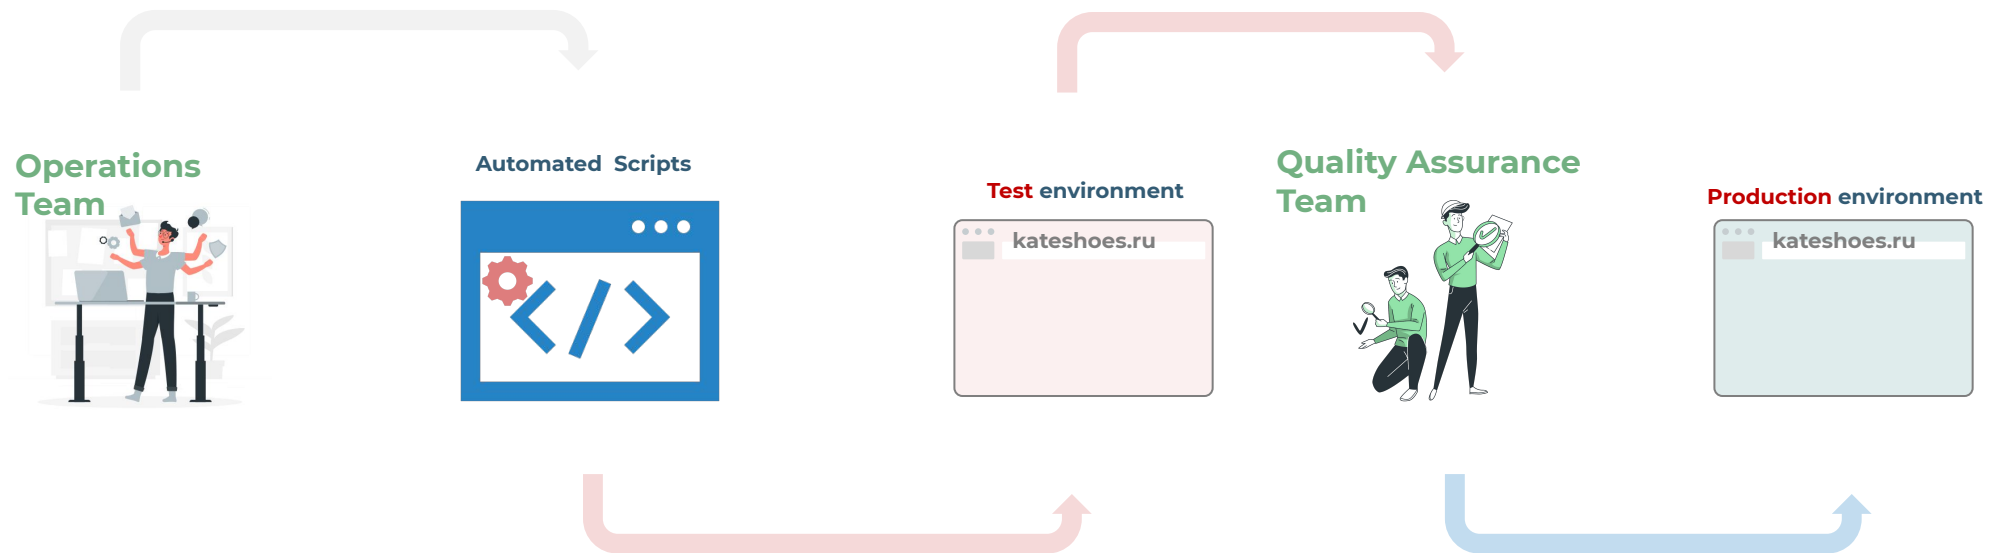 Operations
Team
Automated Scripts
Test environment
kateshoes.ru
Quality Assurance
Team
Production environment
kateshoes.ru